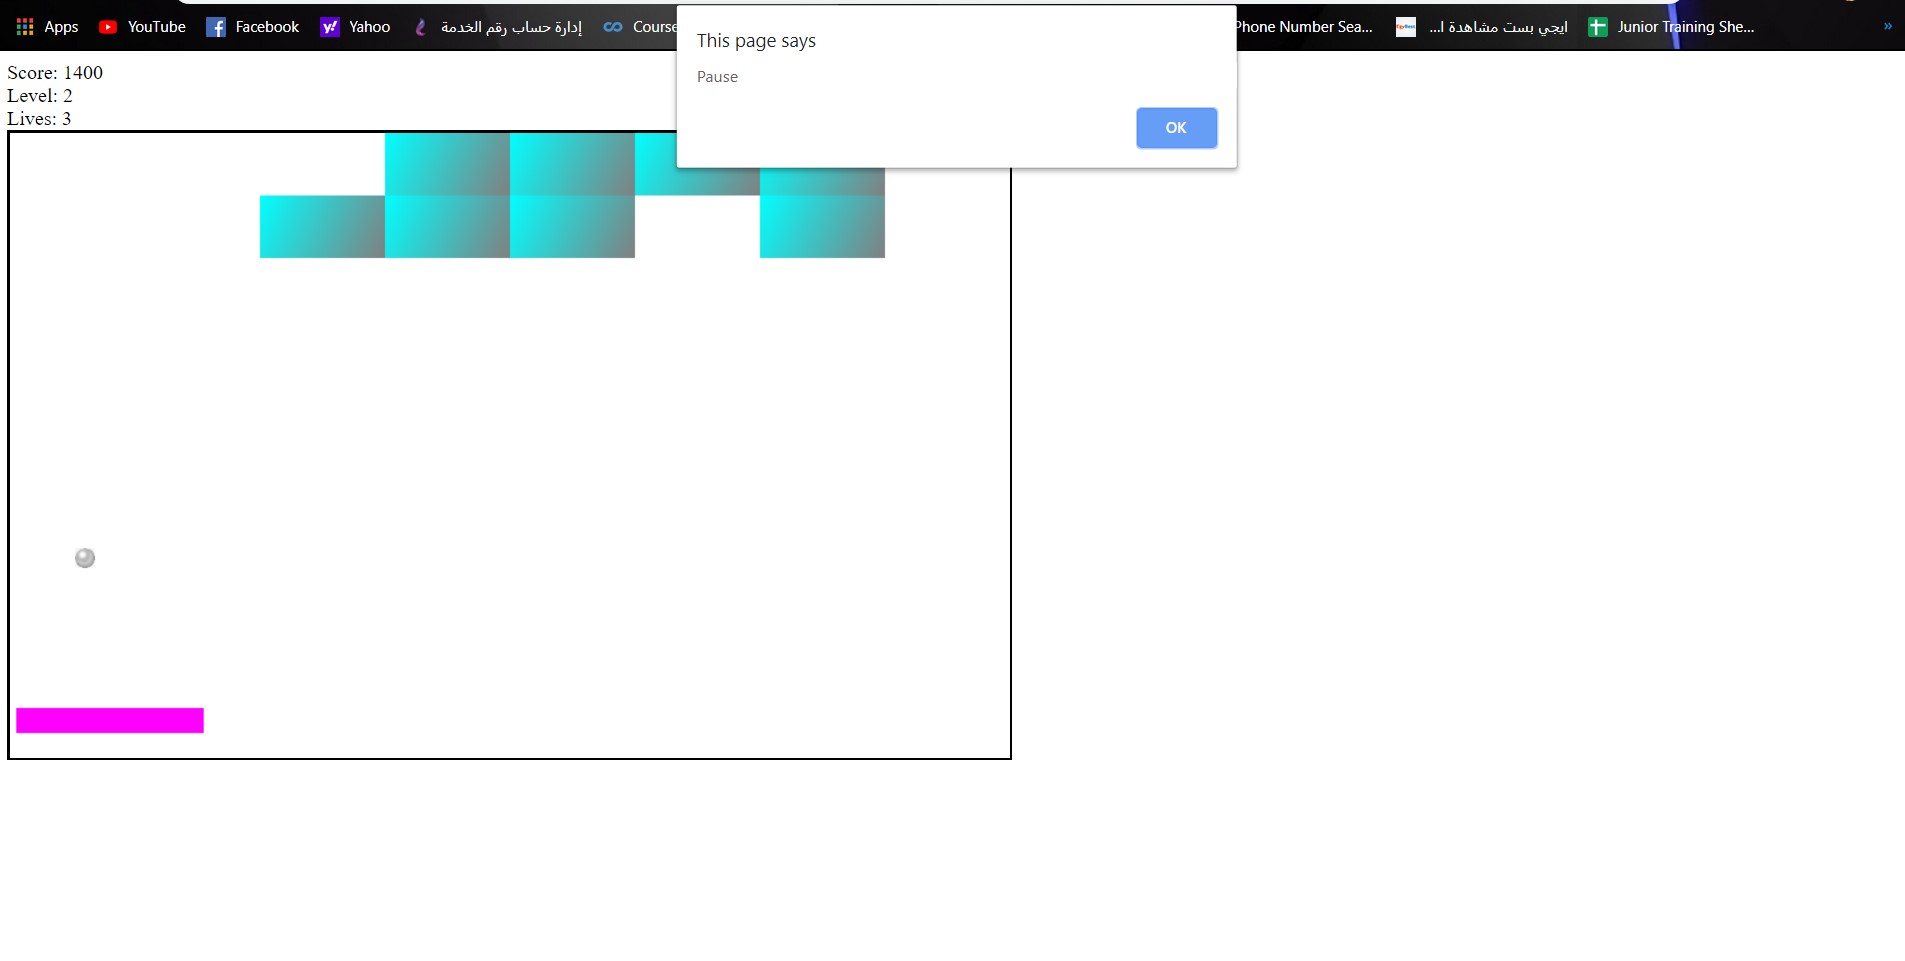 Apps YouTube Facebook Yahoo إدارة حساب رقم الخدمة Course Phone Number Sea... ايجي بست مشاهدة ا... Junior Training She... »
This page says
Pause
OK
Score: 1400
Level: 2
Lives: 3